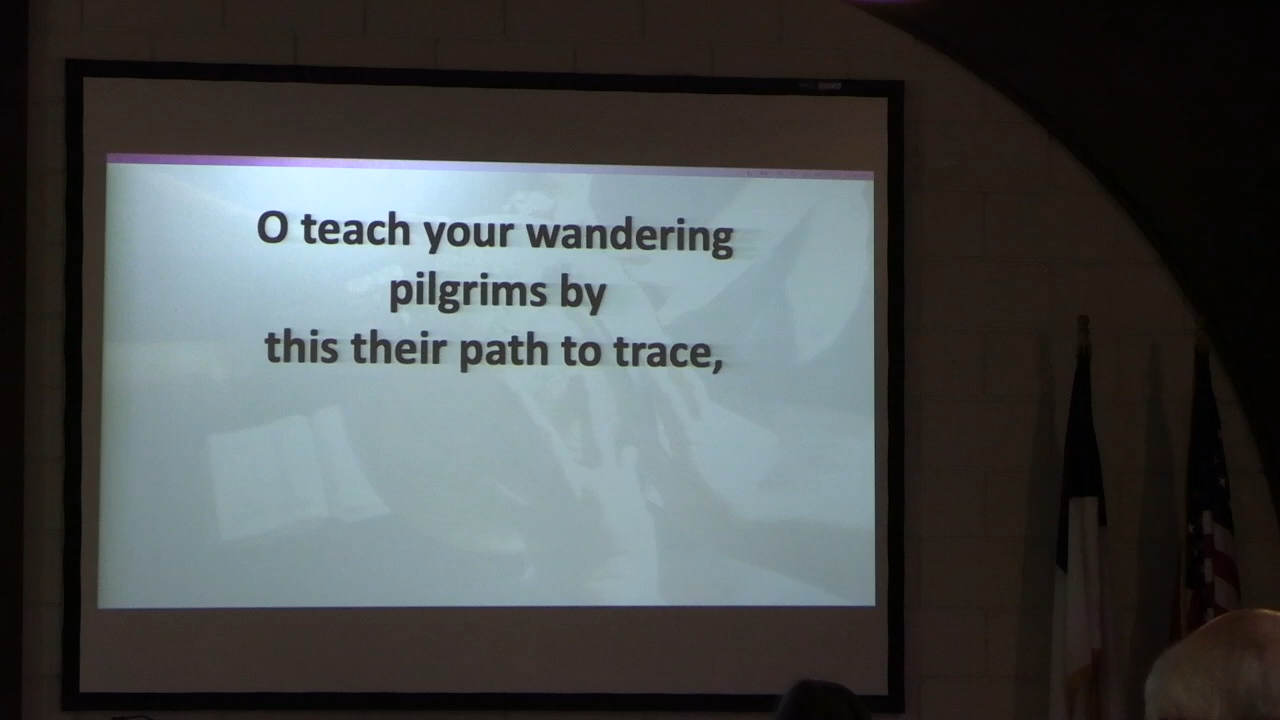 O teach your wandering
pilgrims by
this their path to trace,